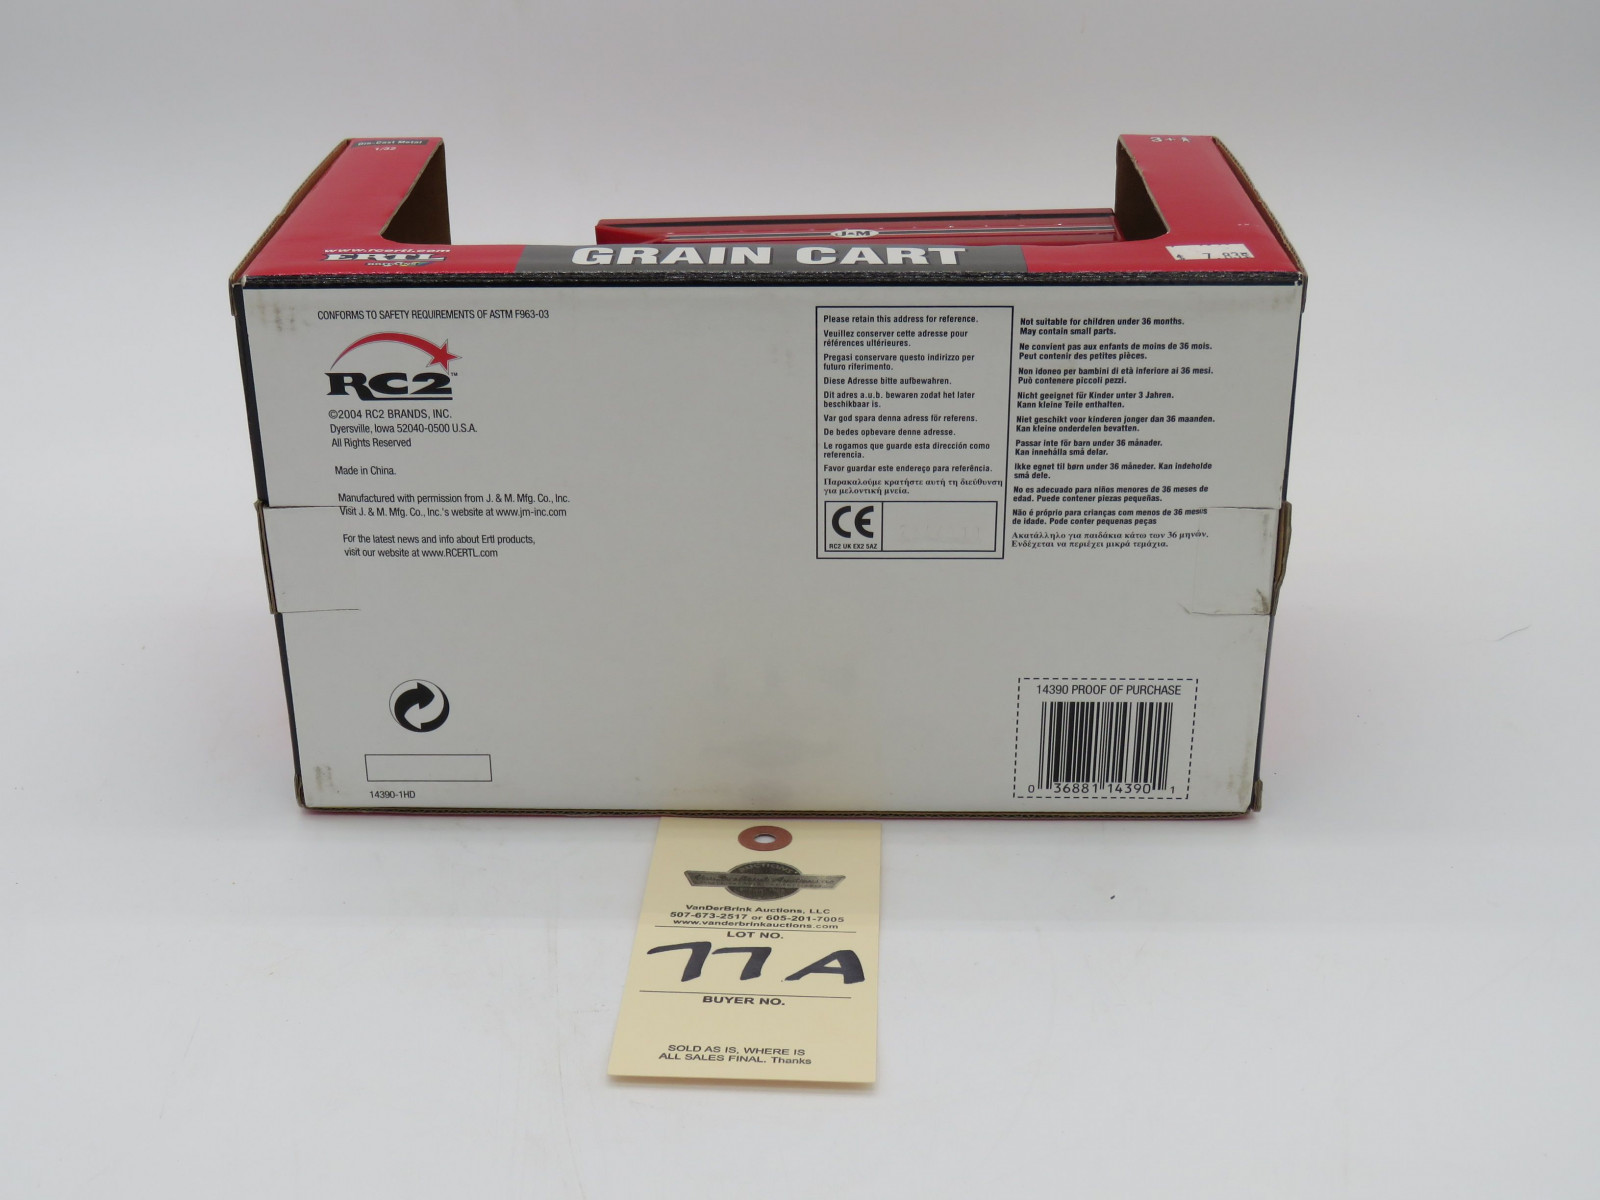 Die-Cast Metal
1/32
3+
J&M
www.rcertl.com
ERTL
GRAIN CART
CONFORMS TO SAFETY REQUIREMENTS OF ASTM F963-03
RC2™
©2004 RC2 BRANDS, INC.
Dyersville, Iowa 52040-0500 U.S.A.
All Rights Reserved
Made in China.
Manufactured with permission from J. & M. Mfg. Co., Inc.
Visit J. & M. Mfg. Co., Inc.'s website at www.jm-inc.com
For the latest news and info about Ertl products,
visit our website at www.RCERTL.com
14390-1HD
Please retain this address for reference.
Veuillez conserver cette adresse pour
références ultérieures.
Pregasi conservare questo indirizzo per
futuro riferimento.
Diese Adresse bitte aufbewahren.
Dit adres a.u.b. bewaren zodat het later
beschikbaar is.
Var god spara denna adress för referens.
De bedes opbevare denne adresse.
Le rogamos que guarde esta dirección como
referencia.
Favor guardar este endereço para referência.
Παρακαλούμε κρατήστε αυτή τη διεύθυνση
για μελοντική μνεία.
CE
RC2 UK EX2 5AZ
Not suitable for children under 36 months.
May contain small parts.
Ne convient pas aux enfants de moins de 36 mois.
Peut contenir des petites pièces.
Non idoneo per bambini di età inferiore ai 36 mesi.
Può contenere piccoli pezzi.
Nicht geeignet für Kinder unter 3 Jahren.
Kann kleine Teile enthalten.
Niet geschikt voor kinderen jonger dan 36 maanden.
Kan kleine onderdelen bevatten.
Passar inte för barn under 36 månader.
Kan innehålla små delar.
Ikke egnet til børn under 36 måneder. Kan indeholde
små dele.
No es adecuado para niños menores de 36 meses de
edad. Puede contener piezas pequeñas.
Não é próprio para crianças com menos de 36 meses
de idade. Pode conter pequenas peças
Ακατάλληλο για παιδάκια κάτω των 36 μηνών.
Ενδέχεται να περιέχει μικρά τεμάχια.
14390 PROOF OF PURCHASE
0 36881 14390 1
VanDerBrink Auctions, LLC
507-673-2517 or 605-201-7005
www.vanderbrinkauctions.com
LOT NO.
77A
BUYER NO.
SOLD AS IS, WHERE IS
ALL SALES FINAL. Thanks